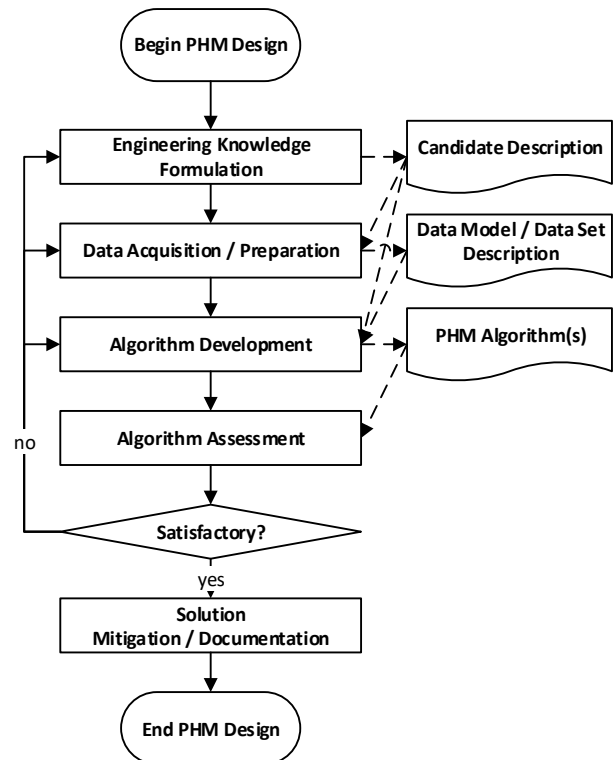 Begin PHM Design
Engineering Knowledge
Formulation
Candidate Description
Data Acquisition / Preparation
Data Model / Data Set
Description
Algorithm Development
PHM Algorithm(s)
Algorithm Assessment
no
Satisfactory?
yes
Solution
Mitigation / Documentation
End PHM Design